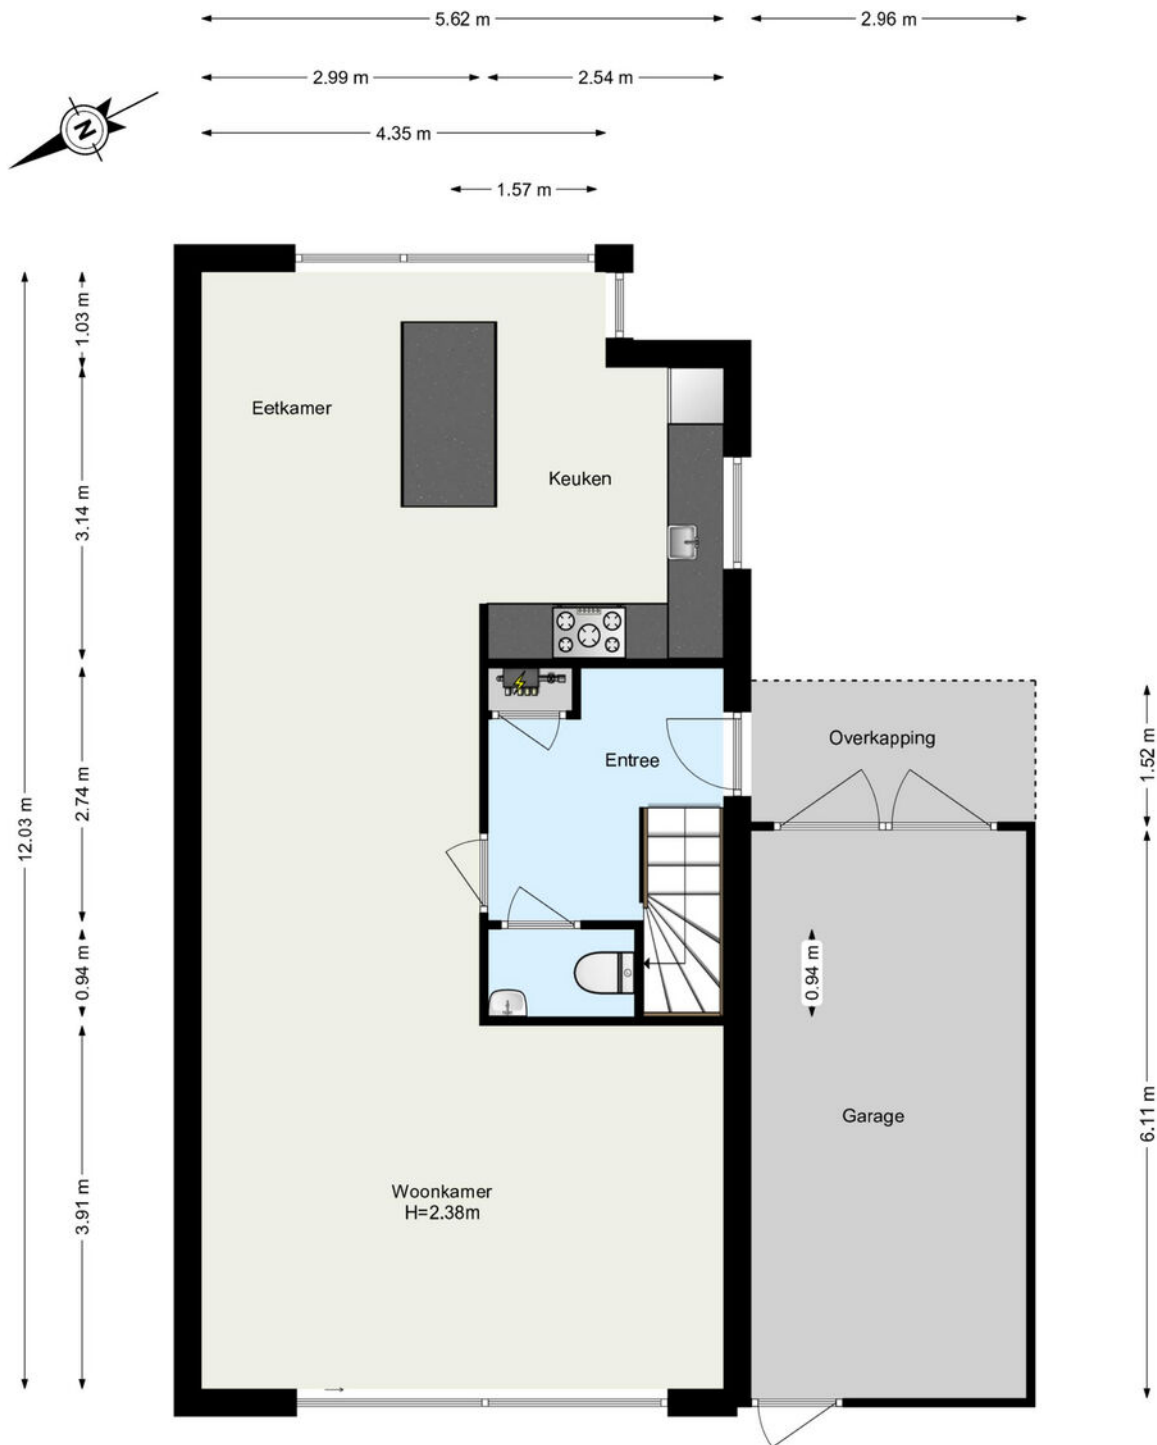 5.62 m
2.96 m
2.99 m
2.54 m
N
4.35 m
1.57 m
1.03 m
Eetkamer
3.14 m
Keuken
12.03 m
2.74 m
Entree
Overkapping
1.52 m
0.94 m
0.94 m
Garage
6.11 m
3.91 m
Woonkamer
H=2.38m